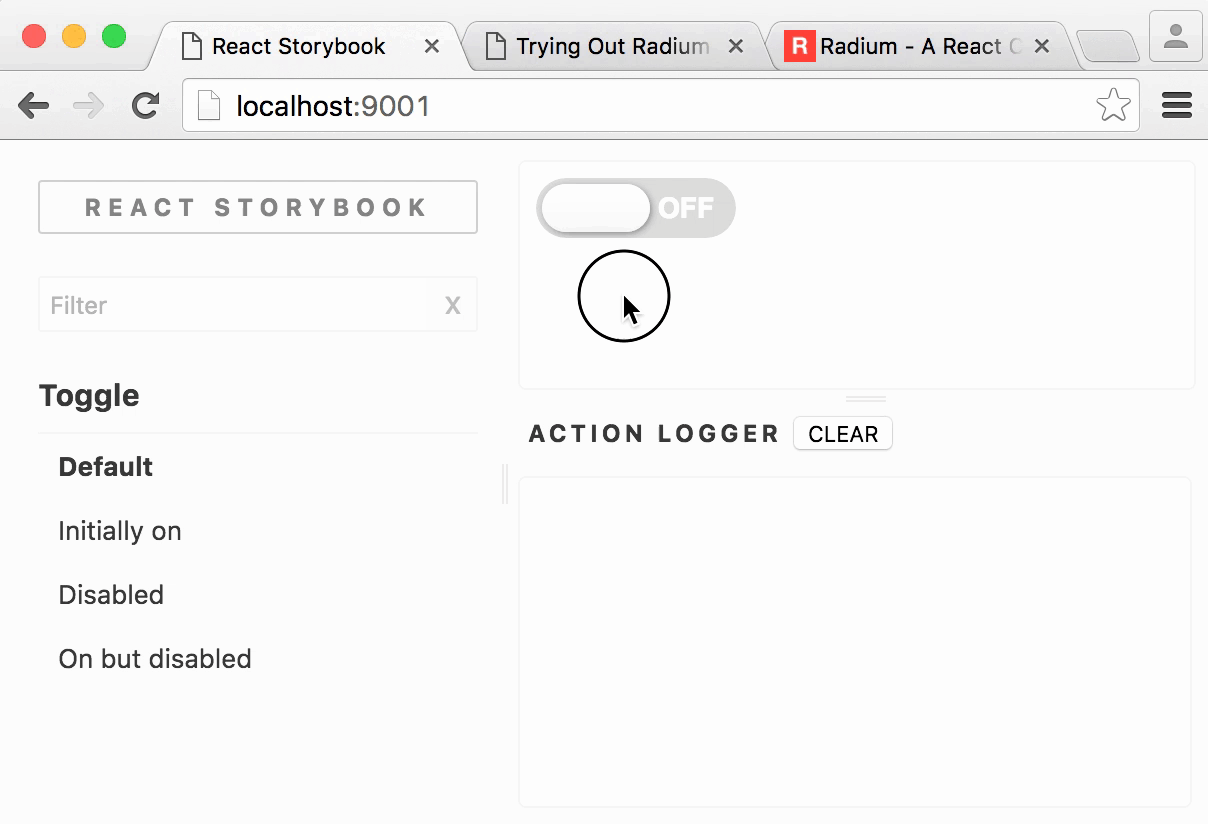 React Storybook
Trying Out Radium
R Radium - A React C
localhost:9001
REACT STORYBOOK
OFF
Filter X
Toggle
ACTION LOGGER CLEAR
Default
Initially on
Disabled
On but disabled